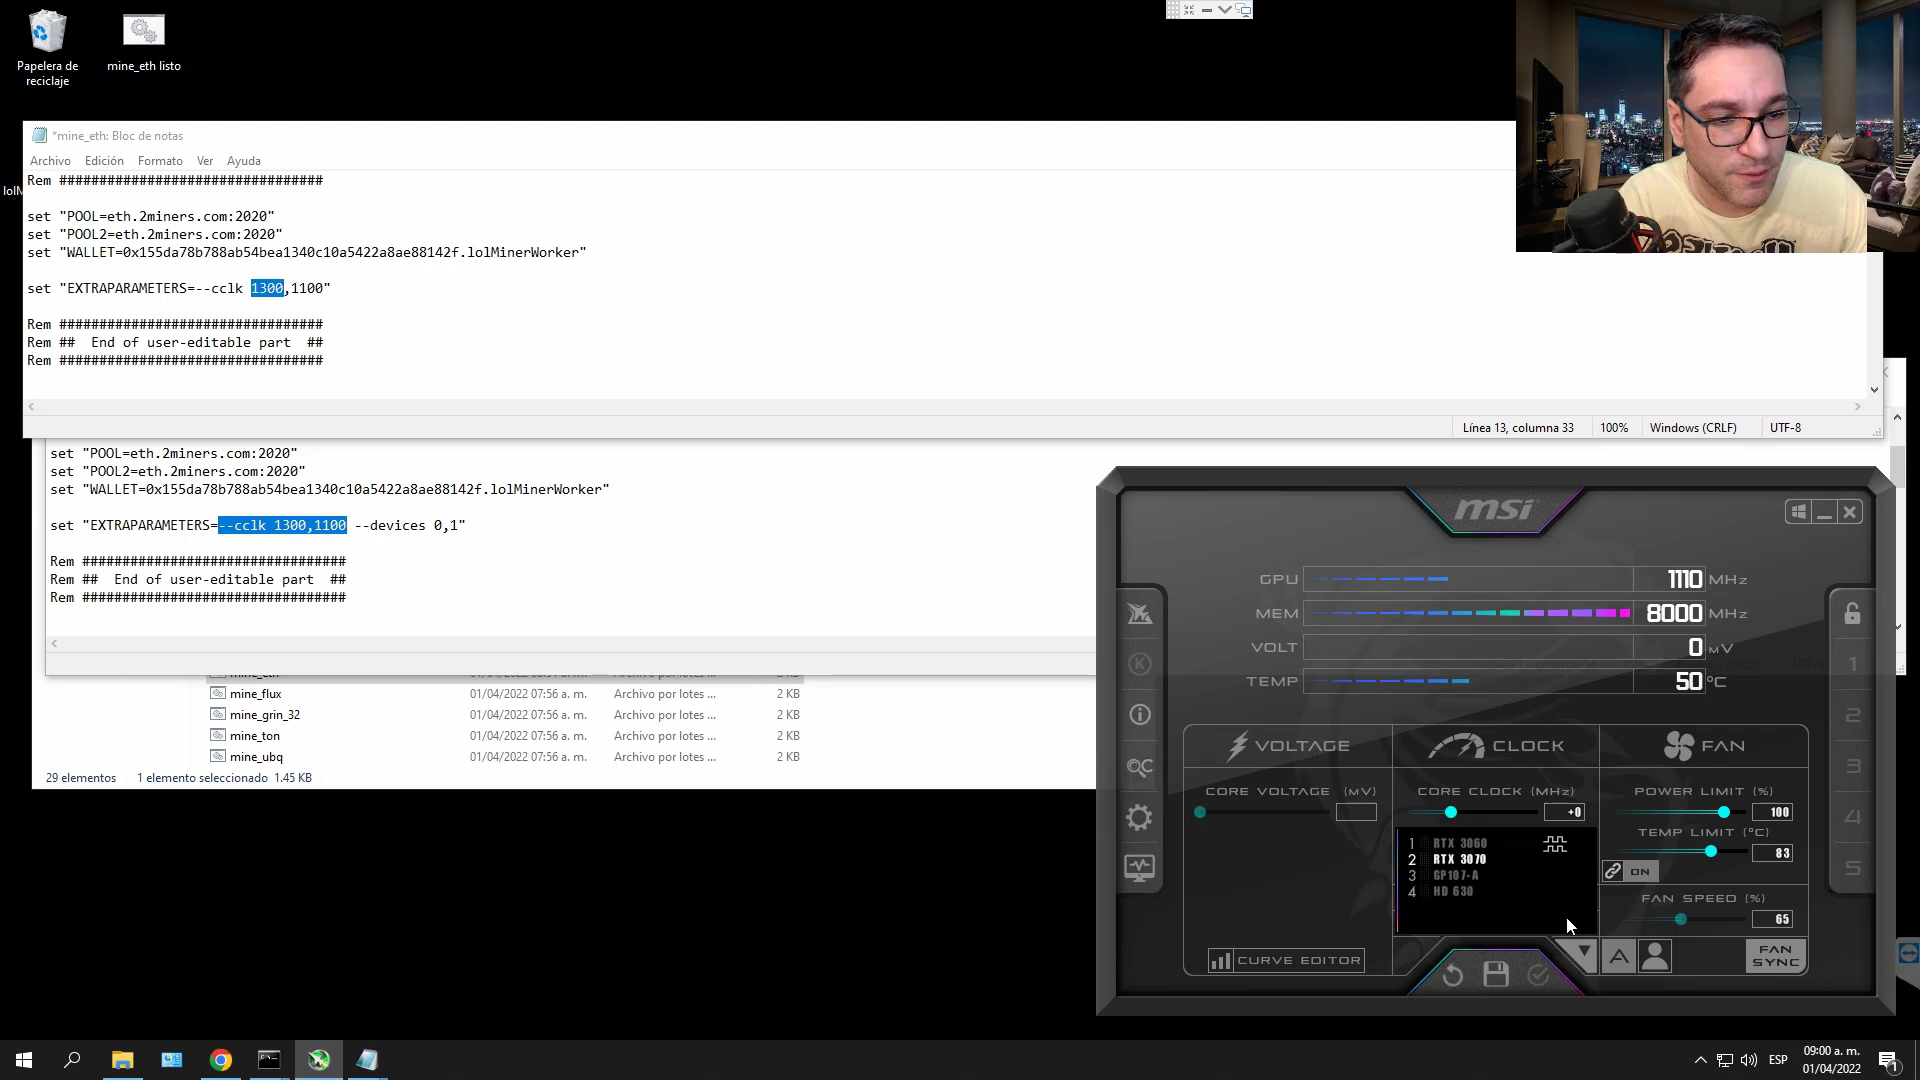 Papelera de
reciclaje
mine_eth listo
*mine_eth: Bloc de notas
Archivo Edición Formato Ver Ayuda
Rem #################################
set "POOL=eth.2miners.com:2020"
set "POOL2=eth.2miners.com:2020"
set "WALLET=0x155da78b788ab54bea1340c10a5422a8ae88142f.lolMinerWorker"
set "EXTRAPARAMETERS=--cclk 1300,1100"
Rem #################################
Rem ##  End of user-editable part  ##
Rem #################################
Línea 13, columna 33 100% Windows (CRLF) UTF-8
set "POOL=eth.2miners.com:2020"
set "POOL2=eth.2miners.com:2020"
set "WALLET=0x155da78b788ab54bea1340c10a5422a8ae88142f.lolMinerWorker"
set "EXTRAPARAMETERS=--cclk 1300,1100 --devices 0,1"
Rem #################################
Rem ##  End of user-editable part  ##
Rem #################################
mine_flux 01/04/2022 07:56 a. m. Archivo por lotes ... 2 KB
mine_grin_32 01/04/2022 07:56 a. m. Archivo por lotes ... 2 KB
mine_ton 01/04/2022 07:56 a. m. Archivo por lotes ... 2 KB
mine_ubq 01/04/2022 07:56 a. m. Archivo por lotes ... 2 KB
29 elementos 1 elemento seleccionado 1.45 KB
msi
GPU 1110 MHz
MEM 8000 MHz
VOLT 0 mV
TEMP 50 °C
K
OC
1
2
3
4
5
VOLTAGE CLOCK FAN
CORE VOLTAGE (MV) CORE CLOCK (MHz) +0 POWER LIMIT (%) 100
TEMP LIMIT (°C) 83
ON
FAN SPEED (%) 65
1 RTX 3060
2 RTX 3070
3 GP107-A
4 HD 630
CURVE EDITOR A FAN SYNC
ESP 09:00 a. m.
01/04/2022
1